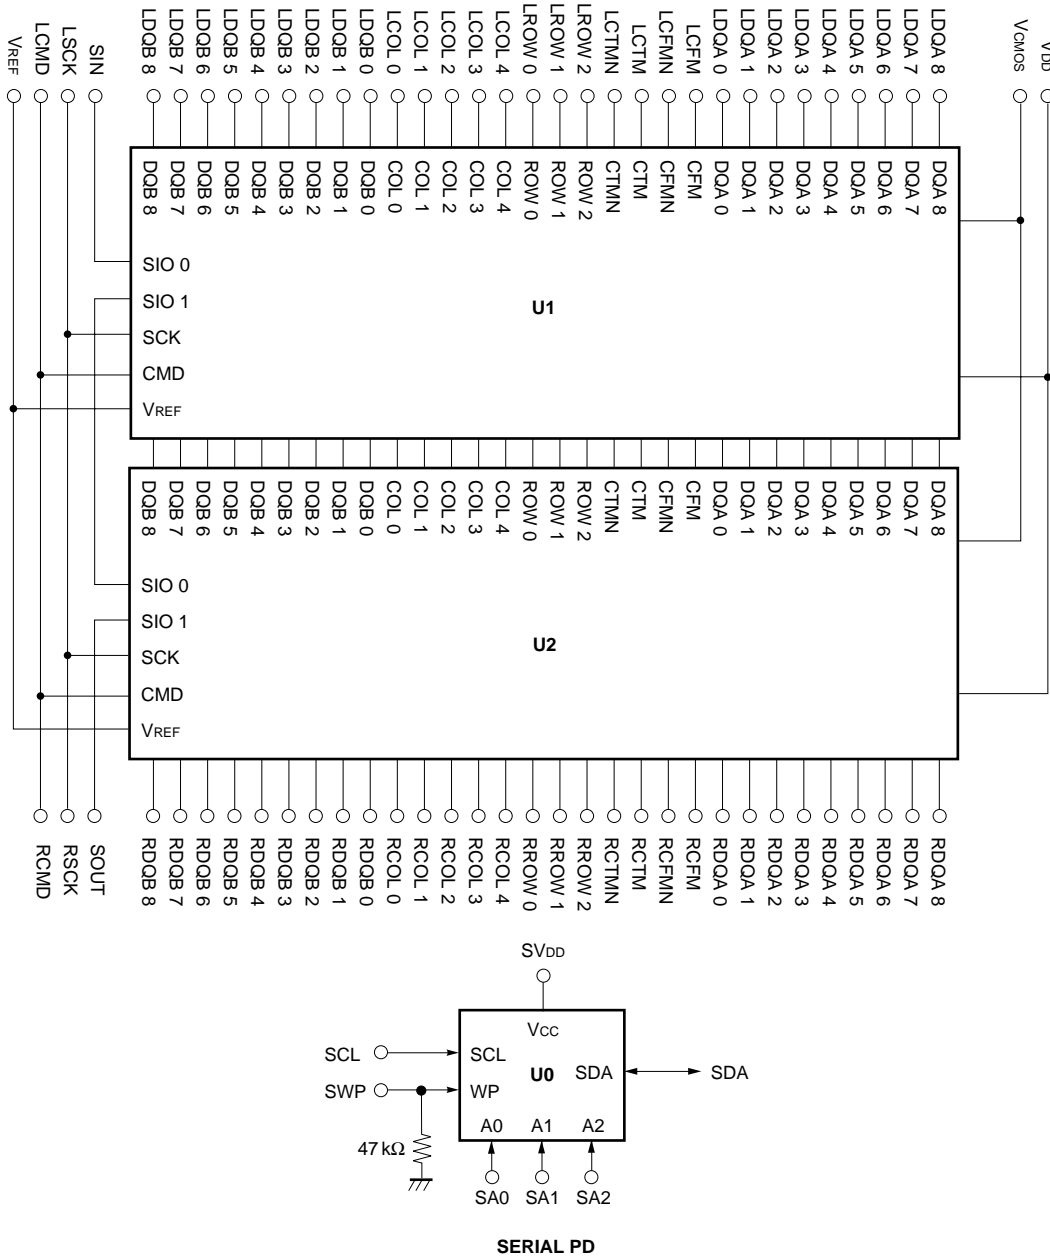 VREF
LCMD
LSCK
SIN
LDQB 8
LDQB 7
LDQB 6
LDQB 5
LDQB 4
LDQB 3
LDQB 2
LDQB 1
LDQB 0
LCOL 0
LCOL 1
LCOL 2
LCOL 3
LCOL 4
LROW 0
LROW 1
LROW 2
LCTMN
LCTM
LCFMN
LCFM
LDQA 0
LDQA 1
LDQA 2
LDQA 3
LDQA 4
LDQA 5
LDQA 6
LDQA 7
LDQA 8
VCMOS
VDD
DQB 8
DQB 7
DQB 6
DQB 5
DQB 4
DQB 3
DQB 2
DQB 1
DQB 0
COL 0
COL 1
COL 2
COL 3
COL 4
ROW 0
ROW 1
ROW 2
CTMN
CTM
CFMN
CFM
DQA 0
DQA 1
DQA 2
DQA 3
DQA 4
DQA 5
DQA 6
DQA 7
DQA 8
SIO 0
SIO 1
SCK
CMD
VREF
U1
DQB 8
DQB 7
DQB 6
DQB 5
DQB 4
DQB 3
DQB 2
DQB 1
DQB 0
COL 0
COL 1
COL 2
COL 3
COL 4
ROW 0
ROW 1
ROW 2
CTMN
CTM
CFMN
CFM
DQA 0
DQA 1
DQA 2
DQA 3
DQA 4
DQA 5
DQA 6
DQA 7
DQA 8
SIO 0
SIO 1
SCK
CMD
VREF
U2
RCMD
RSCK
SOUT
RDQB 8
RDQB 7
RDQB 6
RDQB 5
RDQB 4
RDQB 3
RDQB 2
RDQB 1
RDQB 0
RCOL 0
RCOL 1
RCOL 2
RCOL 3
RCOL 4
RROW 0
RROW 1
RROW 2
RCTMN
RCTM
RCFMN
RCFM
RDQA 0
RDQA 1
RDQA 2
RDQA 3
RDQA 4
RDQA 5
RDQA 6
RDQA 7
RDQA 8
SVDD
VCC
SCL
SCL
U0
SDA
SDA
SWP
WP
A0
A1
A2
47 kΩ
SA0
SA1
SA2
SERIAL PD